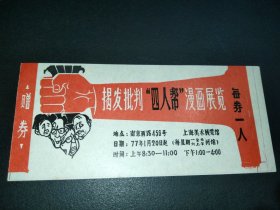 赠券
揭发批判“四人帮”漫画展览
每券一人
地点:南京西路456号 上海美术展览馆
日期:77年1月20日起
时间:上午8:30—11:00 下午1:00—4:00